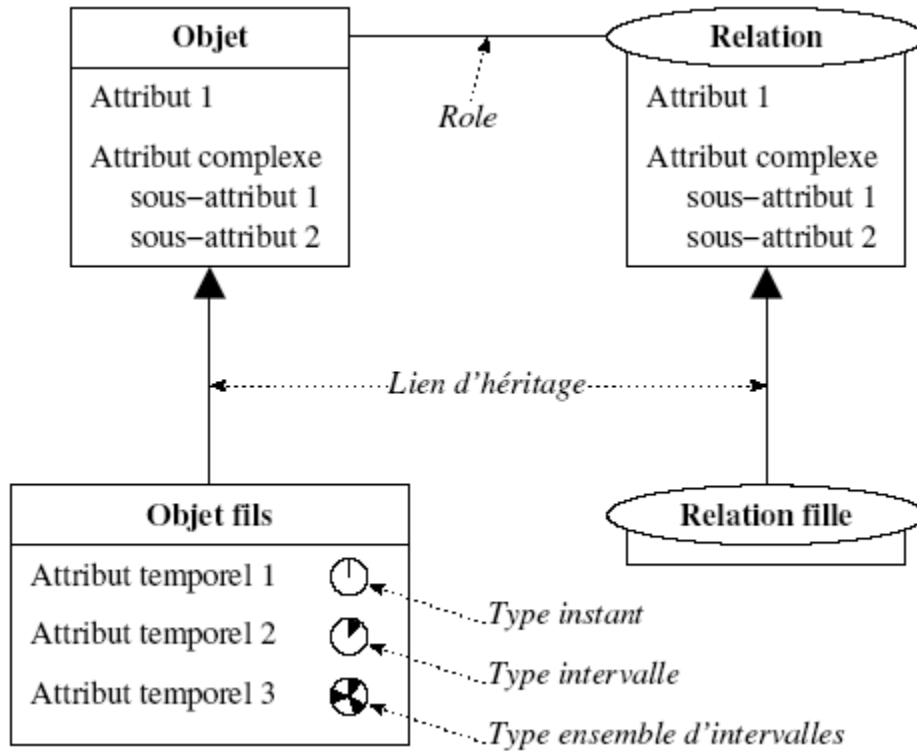 Objet
Attribut 1
Attribut complexe
sous-attribut 1
sous-attribut 2
Role
Relation
Attribut 1
Attribut complexe
sous-attribut 1
sous-attribut 2
Lien d'héritage
Objet fils
Attribut temporel 1
Attribut temporel 2
Attribut temporel 3
Relation fille
Type instant
Type intervalle
Type ensemble d'intervalles